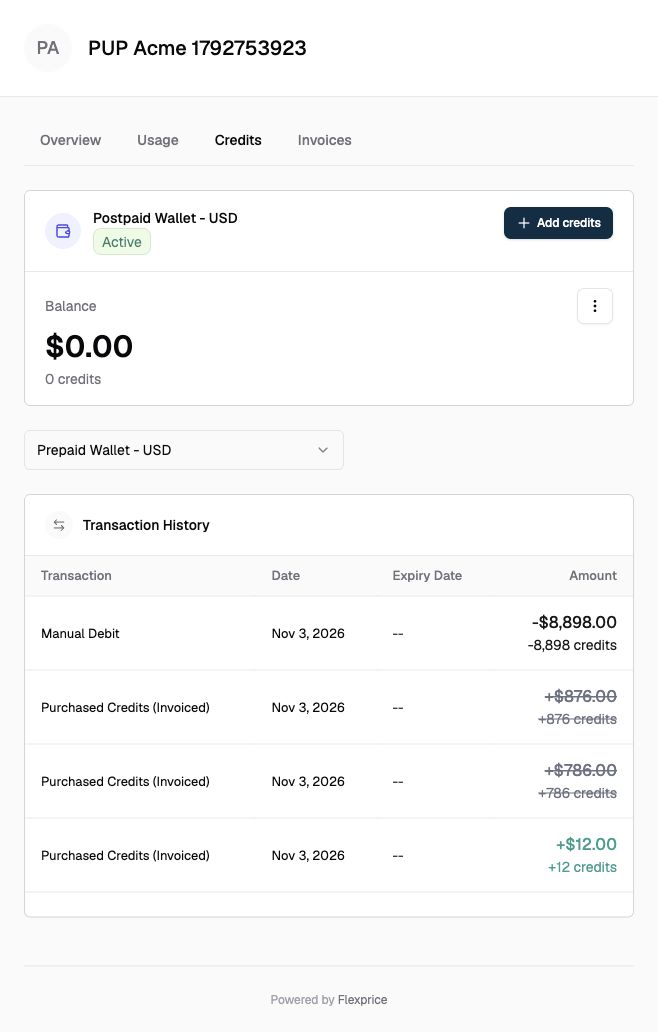 PA
PUP Acme 1792753923
Overview Usage Credits Invoices
Postpaid Wallet - USD
Active
+ Add credits
Balance
$0.00
0 credits
Prepaid Wallet - USD
Transaction History
Transaction Date Expiry Date Amount
Manual Debit Nov 3, 2026 -- -$8,898.00
-8,898 credits
Purchased Credits (Invoiced) Nov 3, 2026 -- +$876.00
+876 credits
Purchased Credits (Invoiced) Nov 3, 2026 -- +$786.00
+786 credits
Purchased Credits (Invoiced) Nov 3, 2026 -- +$12.00
+12 credits
Powered by Flexprice